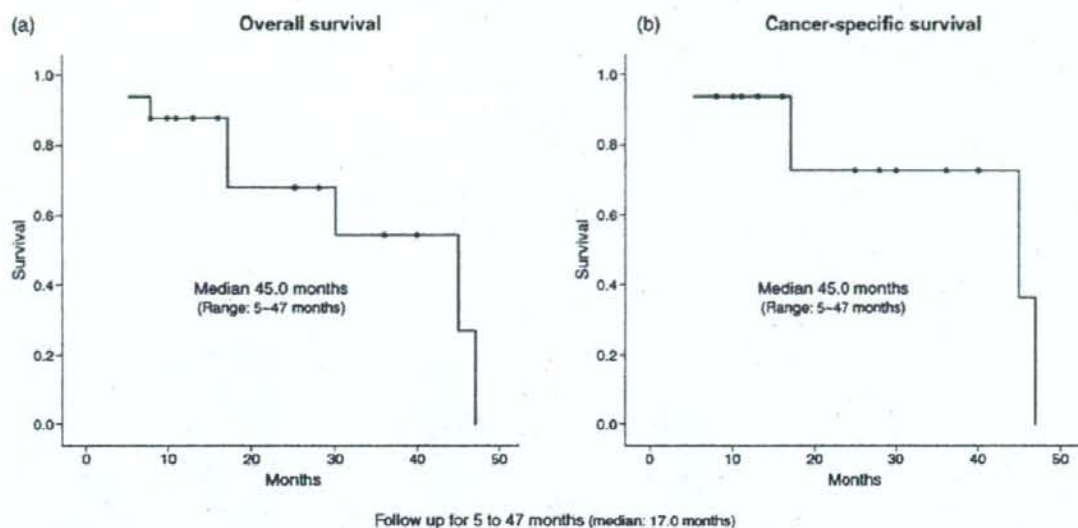 (a) Overall survival
1.0
0.8
0.6
0.4
0.2
0.0
Survival
Median 45.0 months
(Range: 5–47 months)
0 10 20 30 40 50
Months
(b) Cancer-specific survival
1.0
0.8
0.6
0.4
0.2
0.0
Survival
Median 45.0 months
(Range: 5–47 months)
0 10 20 30 40 50
Months
Follow up for 5 to 47 months (median: 17.0 months)